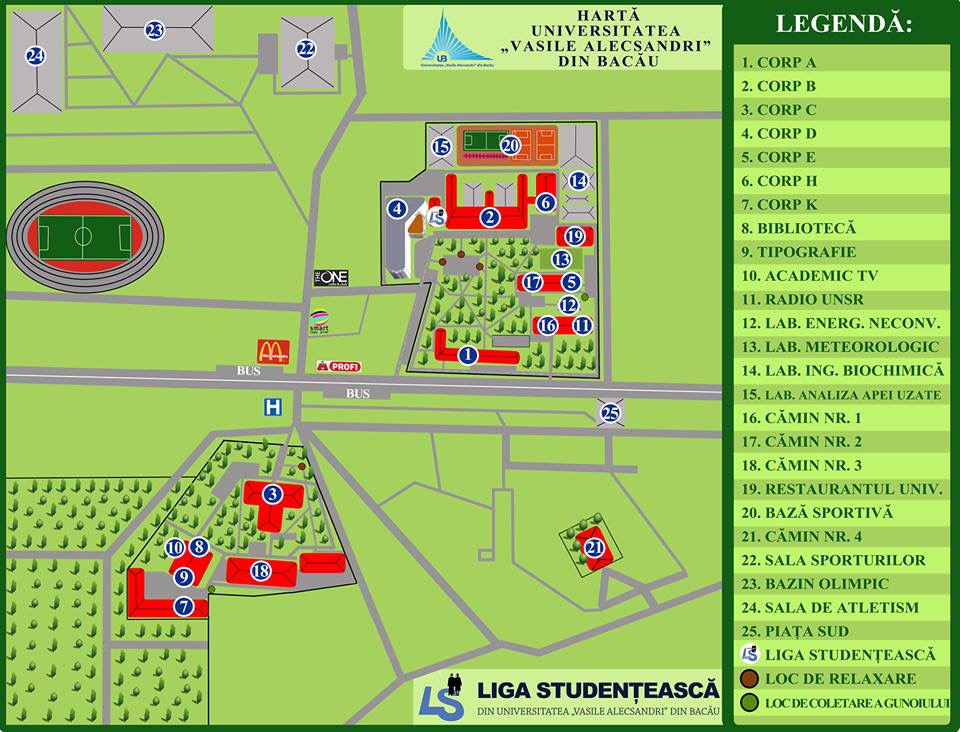 HARTĂ
UNIVERSITATEA
„VASILE ALECSANDRI”
DIN BACĂU
UB
Universitatea „Vasile Alecsandri” din Bacău
24
23
22
15
20
14
4
LS
2
6
19
13
17
5
12
16
11
1
THE ONE
smart
McDonald's
PROFI
BUS
BUS
H
25
3
10
8
9
18
7
21
LS LIGA STUDENȚEASCĂ
DIN UNIVERSITATEA „VASILE ALECSANDRI” DIN BACĂU
LEGENDĂ:
1. CORP A
2. CORP B
3. CORP C
4. CORP D
5. CORP E
6. CORP H
7. CORP K
8. BIBLIOTECĂ
9. TIPOGRAFIE
10. ACADEMIC TV
11. RADIO UNSR
12. LAB. ENERG. NECONV.
13. LAB. METEOROLOGIC
14. LAB. ING. BIOCHIMICĂ
15. LAB. ANALIZA APEI UZATE
16. CĂMIN NR. 1
17. CĂMIN NR. 2
18. CĂMIN NR. 3
19. RESTAURANTUL UNIV.
20. BAZĂ SPORTIVĂ
21. CĂMIN NR. 4
22. SALA SPORTURILOR
23. BAZIN OLIMPIC
24. SALA DE ATLETISM
25. PIAȚA SUD
LS LIGA STUDENȚEASCĂ
LOC DE RELAXARE
LOC DE COLETARE A GUNOIULUI